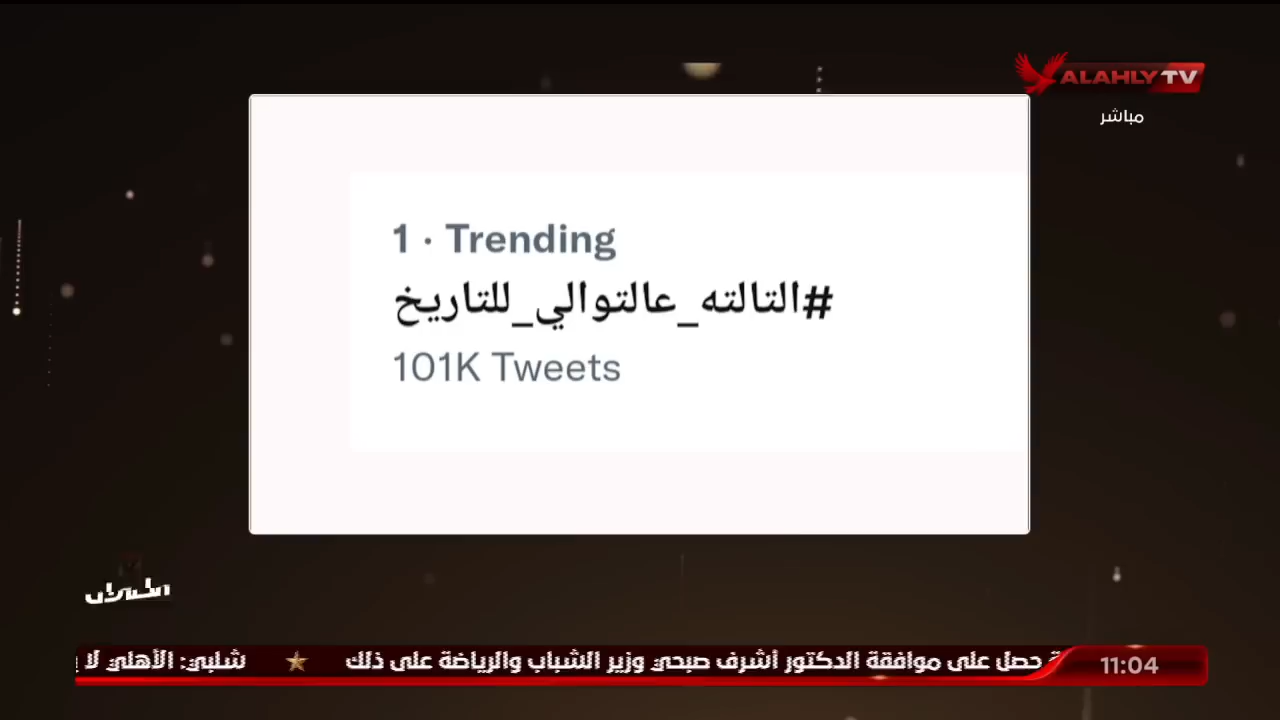 ALAHLY TV
مباشر
1 · Trending
#التالته_عالتوالي_للتاريخ
101K Tweets
حصل على موافقة الدكتور أشرف صبحي وزير الشباب والرياضة على ذلك ★ شلبي: الأهلي لا
11:04